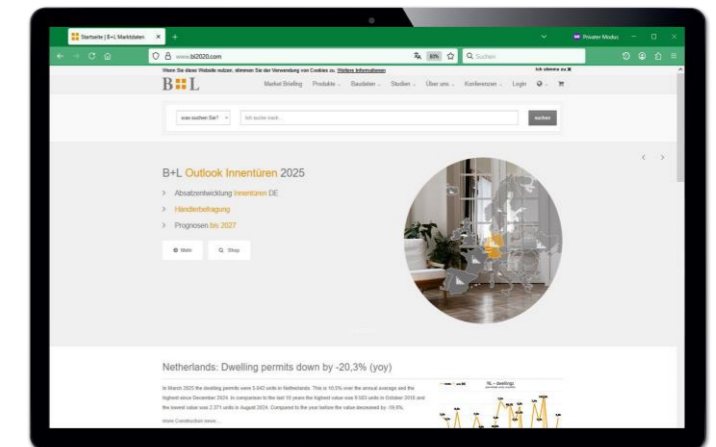 Startseite | B+L Marktdaten
Privater Modus
www.bl2020.com
80%
Suchen
Wenn Sie diese Website nutzen, stimmen Sie der Verwendung von Cookies zu. Weitere Informationen
Ich stimme zu X
B L
Market Briefing Produkte Baudaten Studien Über uns Konferenzen Login
was suchen Sie?
Ich suche nach ...
suchen
B+L Outlook Innentüren 2025
> Absatzentwicklung Innentüren DE
> Händlerbefragung
> Prognosen bis 2027
Mehr
Shop
Netherlands: Dwelling permits down by -20,3% (yoy)
In March 2025 the dwelling permits were 5.842 units in Netherlands. This is 10,5% over the annual average and the
highest since December 2024. In comparison to the last 10 years the highest value was 9.583 units in October 2018 and
the lowest value was 2.371 units in August 2024. Compared to the year before the value decreased by
more Construction news ...
NL - dwellings